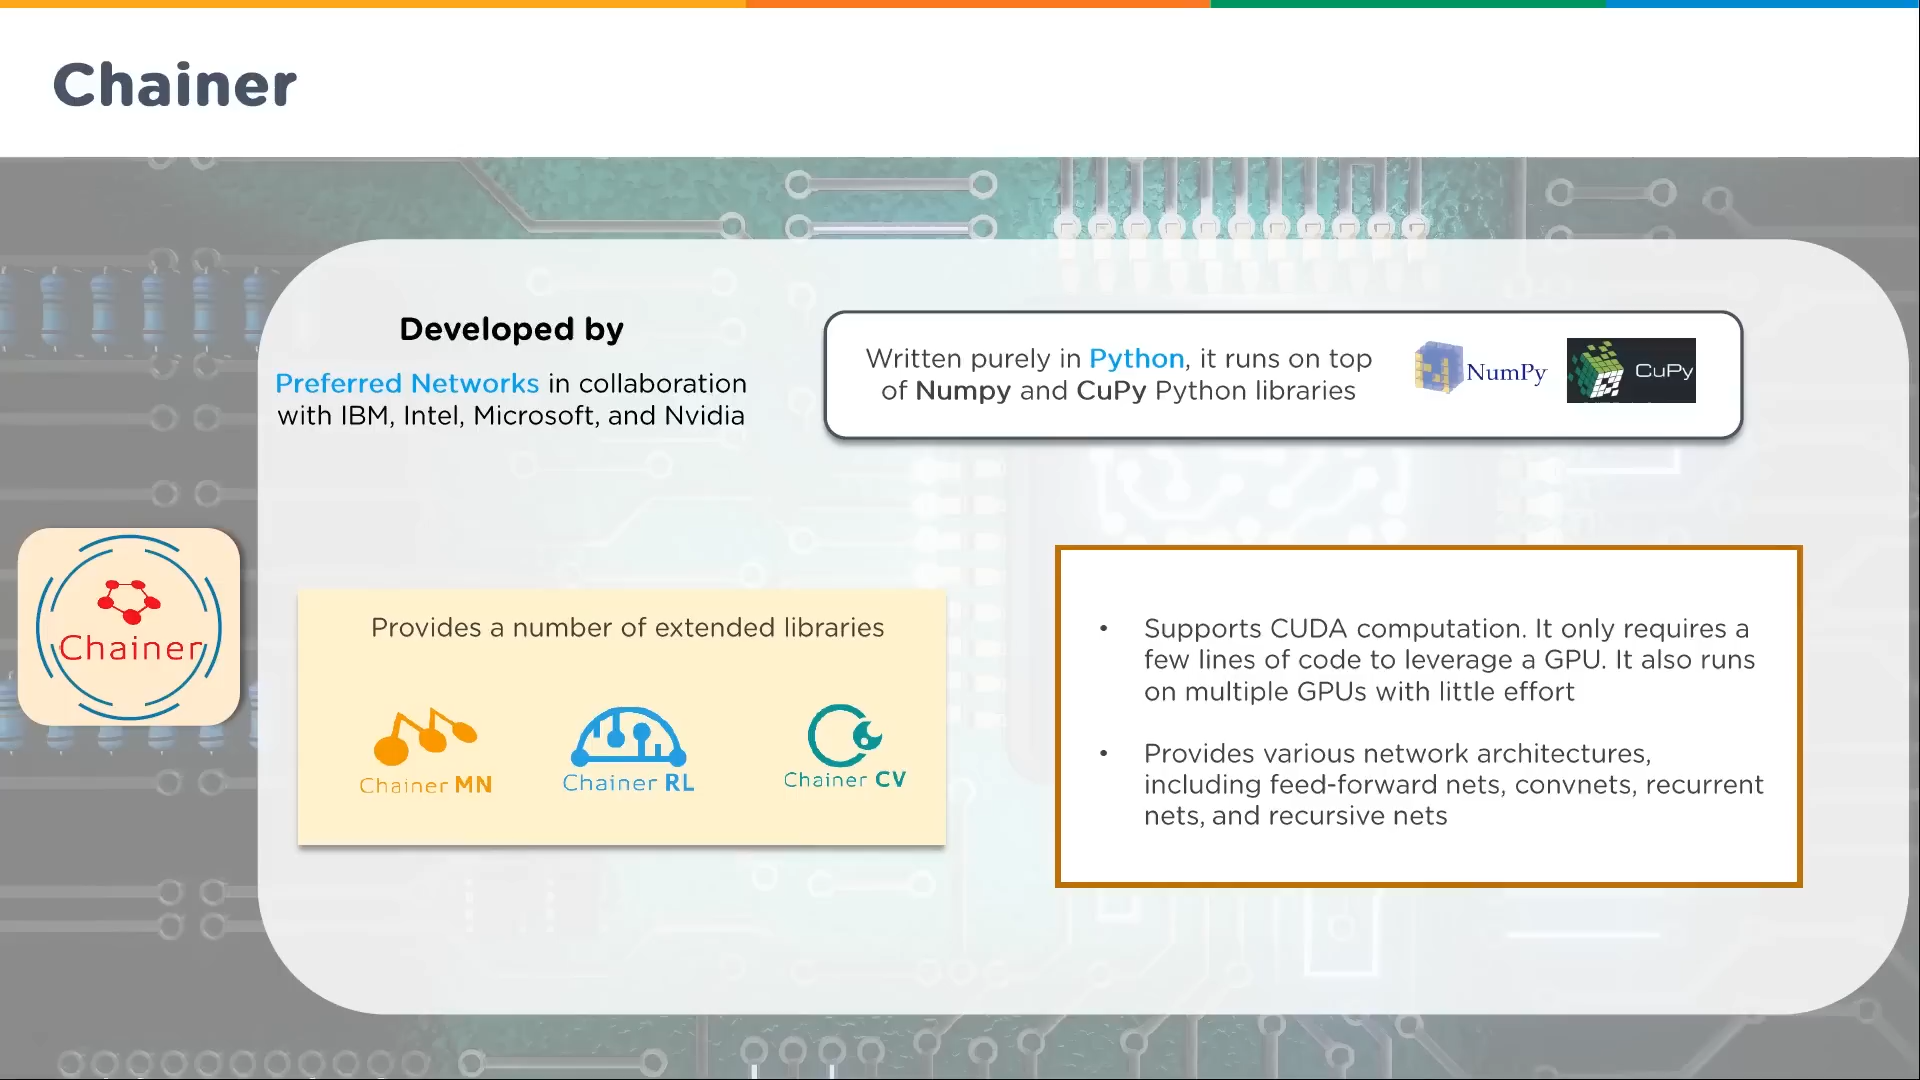 Chainer
Developed by
Preferred Networks in collaboration
with IBM, Intel, Microsoft, and Nvidia
Written purely in Python, it runs on top
of Numpy and CuPy Python libraries
NumPy
CuPy
Chainer
Provides a number of extended libraries
Chainer MN
Chainer RL
Chainer CV
• Supports CUDA computation. It only requires a
few lines of code to leverage a GPU. It also runs
on multiple GPUs with little effort
• Provides various network architectures,
including feed-forward nets, convnets, recurrent
nets, and recursive nets